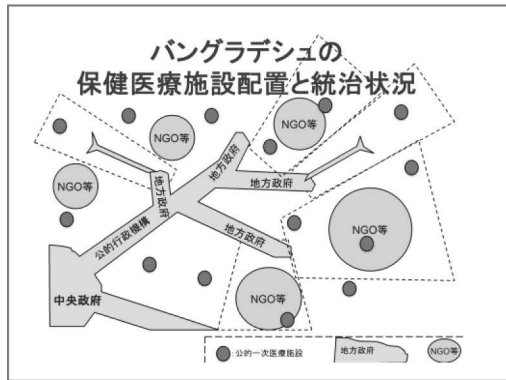 バングラデシュの
保健医療施設配置と統治状況
NGO等
NGO等
NGO等
地方政府
地方政府
地方政府
地方政府
公的行政機構
NGO等
中央政府
NGO等
:公的一次医療施設
地方政府
NGO等